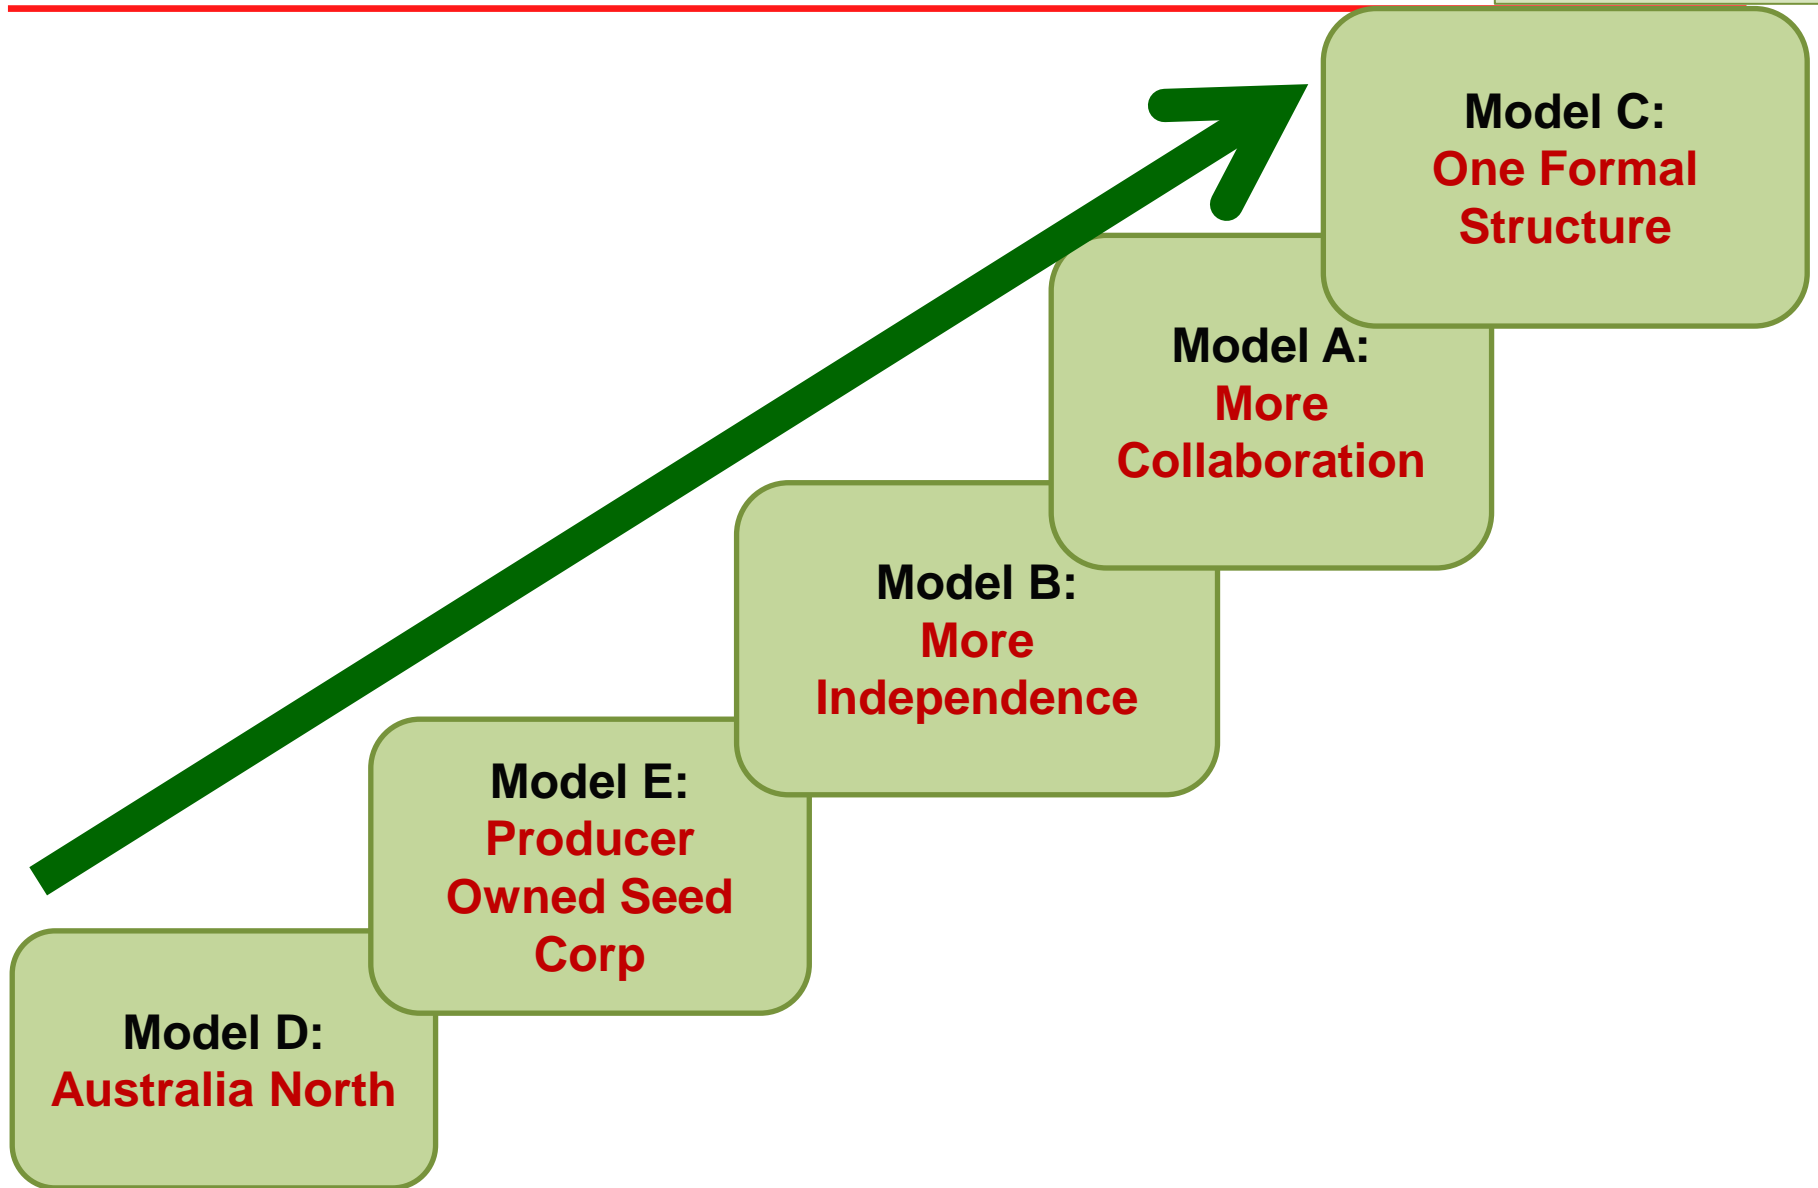 Model C:
One Formal
Structure
Model A:
More
Collaboration
Model B:
More
Independence
Model E:
Producer
Owned Seed
Corp
Model D:
Australia North